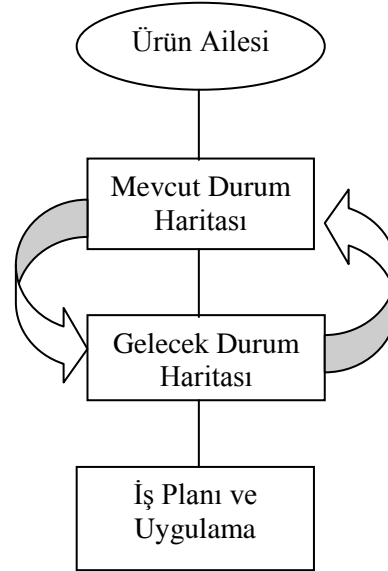 Ürün Ailesi
Mevcut Durum
Haritası
Gelecek Durum
Haritası
İş Planı ve
Uygulama